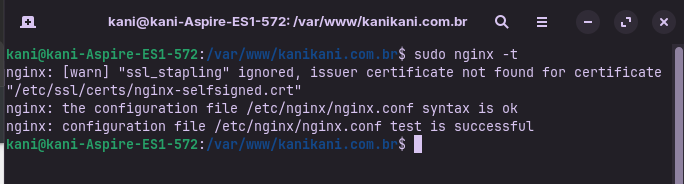 kani@kani-Aspire-ES1-572: /var/www/kanikani.com.br
kani@kani-Aspire-ES1-572:/var/www/kanikani.com.br$ sudo nginx -t
nginx: [warn] "ssl_stapling" ignored, issuer certificate not found for certificate
"/etc/ssl/certs/nginx-selfsigned.crt"
nginx: the configuration file /etc/nginx/nginx.conf syntax is ok
nginx: configuration file /etc/nginx/nginx.conf test is successful
kani@kani-Aspire-ES1-572:/var/www/kanikani.com.br$